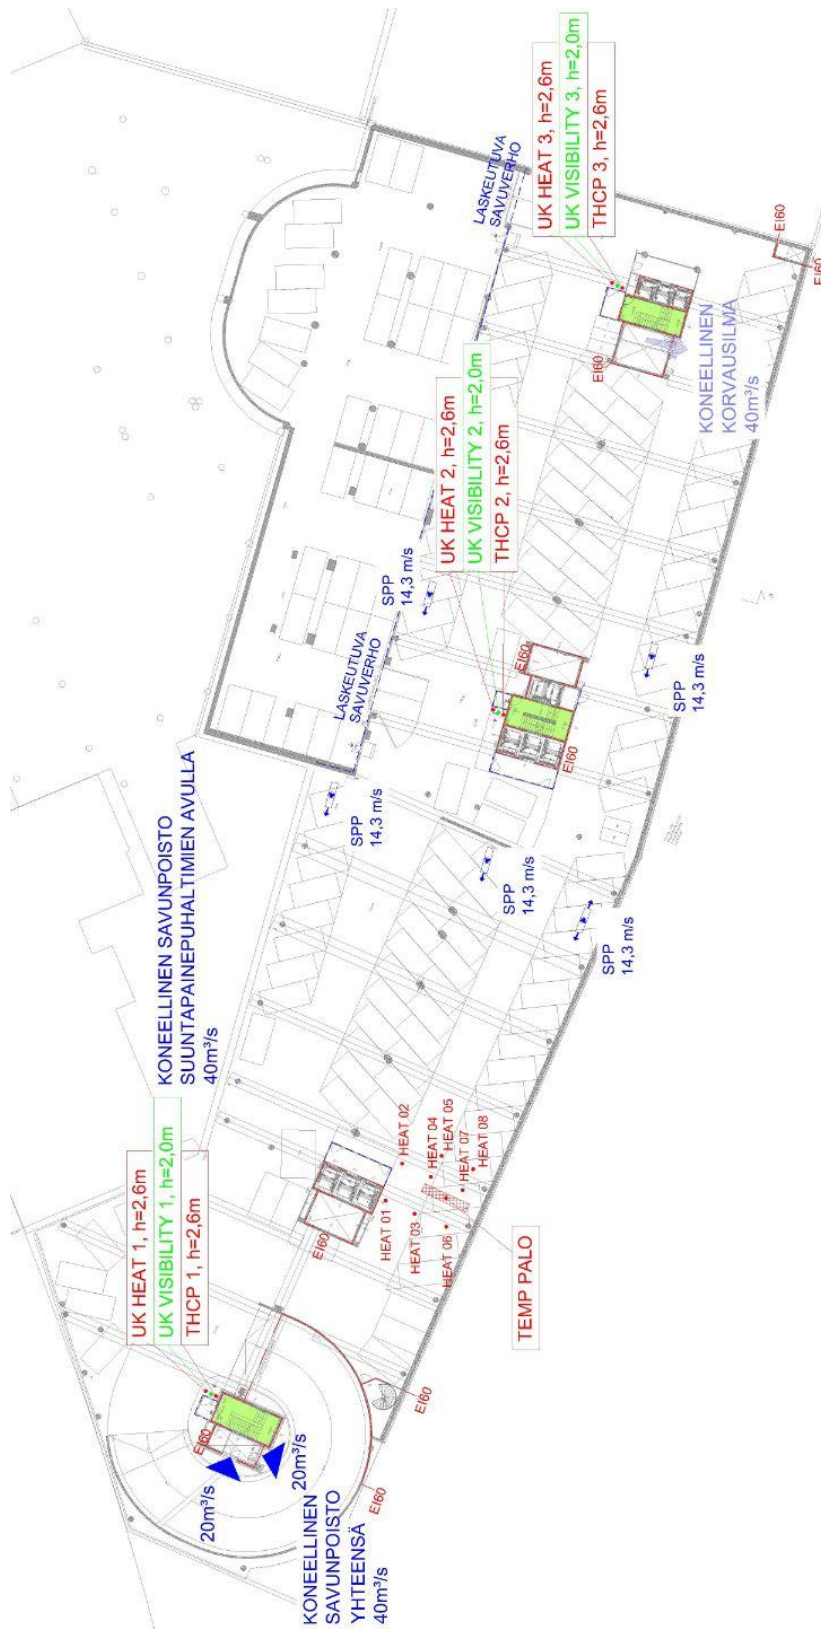 UK HEAT 3, h=2,6m
UK VISIBILITY 3, h=2,0m
THCP 3, h=2,6m
LASKEUTUVA
SAVUVERHO
EI60
EI60
EI60
KONEELLINEN
KORVAUSILMA
40m³/s
UK HEAT 2, h=2,6m
UK VISIBILITY 2, h=2,0m
THCP 2, h=2,6m
SPP
14,3 m/s
LASKEUTUVA
SAVUVERHO
EI60
EI60
SPP
14,3 m/s
SPP
14,3 m/s
SPP
14,3 m/s
SPP
14,3 m/s
KONEELLINEN SAVUNPOISTO
SUUNTAPAINEPUHALTIMIEN AVULLA
40m³/s
UK HEAT 1, h=2,6m
UK VISIBILITY 1, h=2,0m
THCP 1, h=2,6m
HEAT 02
HEAT 04
HEAT 05
HEAT 07
HEAT 08
HEAT 01
HEAT 03
HEAT 06
EI60
TEMP PALO
EI60
EI60
EI60
20m³/s
20m³/s
KONEELLINEN
SAVUNPOISTO
YHTEENSÄ
40m³/s